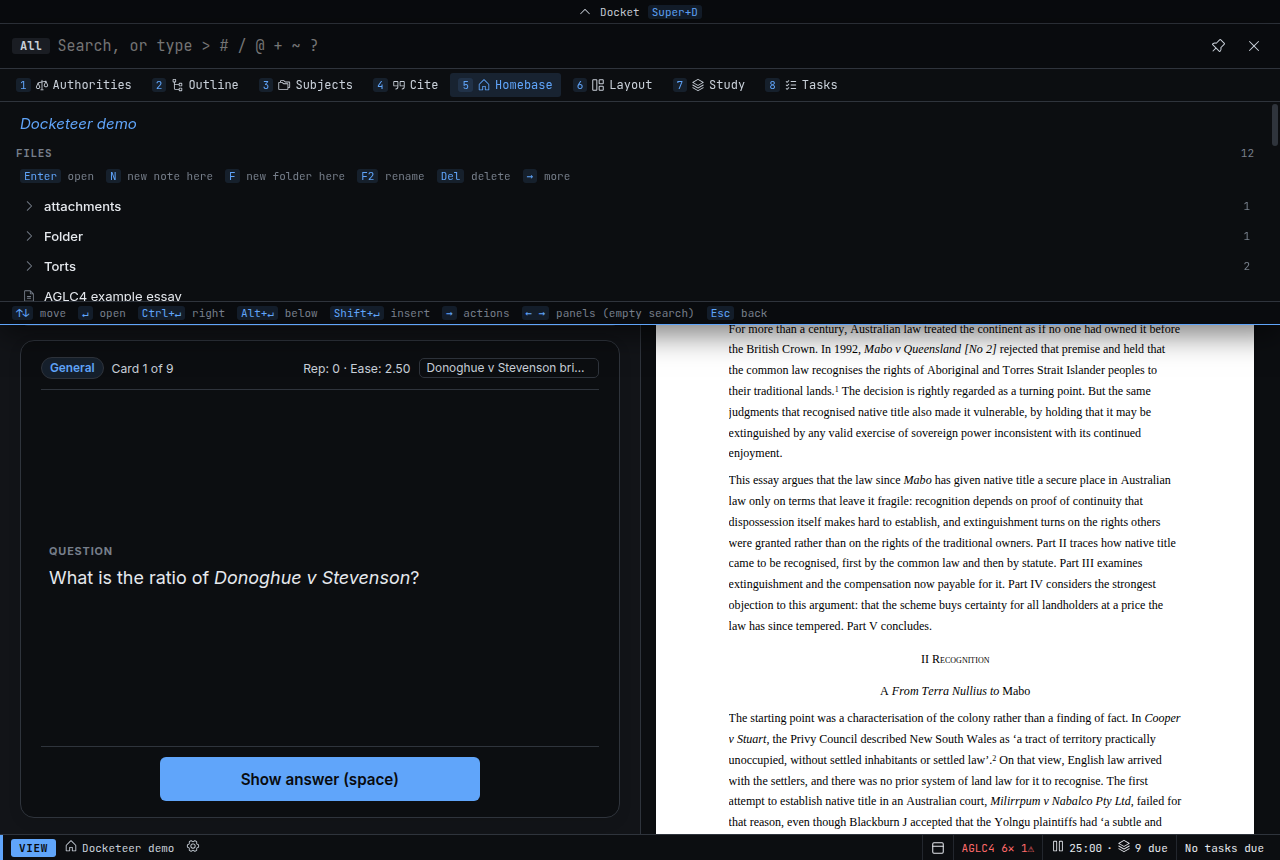 Docket Super+D
All Search, or type > # / @ + ~ ?
1 Authorities 2 Outline 3 Subjects 4 Cite 5 Homebase 6 Layout 7 Study 8 Tasks
Docketeer demo
FILES 12
Enter open N new note here F new folder here F2 rename Del delete → more
attachments 1
Folder 1
Torts 2
AGLC4 example essay
↑↓ move ↵ open Ctrl+↵ right Alt+↵ below Shift+↵ insert → actions ← → panels (empty search) Esc back
General Card 1 of 9 Rep: 0 · Ease: 2.50 Donoghue v Stevenson bri...
QUESTION
What is the ratio of Donoghue v Stevenson?
Show answer (space)
For more than a century, Australian law treated the continent as if no one had owned it before
the British Crown. In 1992, Mabo v Queensland [No 2] rejected that premise and held that
the common law recognises the rights of Aboriginal and Torres Strait Islander peoples to
their traditional lands.1 The decision is rightly regarded as a turning point. But the same
judgments that recognised native title also made it vulnerable, by holding that it may be
extinguished by any valid exercise of sovereign power inconsistent with its continued
enjoyment.
This essay argues that the law since Mabo has given native title a secure place in Australian
law only on terms that leave it fragile: recognition depends on proof of continuity that
dispossession itself makes hard to establish, and extinguishment turns on the rights others
were granted rather than on the rights of the traditional owners. Part II traces how native title
came to be recognised, first by the common law and then by statute. Part III examines
extinguishment and the compensation now payable for it. Part IV considers the strongest
objection to this argument: that the scheme buys certainty for all landholders at a price the
law has since tempered. Part V concludes.
II Recognition
A From Terra Nullius to Mabo
The starting point was a characterisation of the colony rather than a finding of fact. In Cooper
v Stuart, the Privy Council described New South Wales as ‘a tract of territory practically
unoccupied, without settled inhabitants or settled law’.2 On that view, English law arrived
with the settlers, and there was no prior system of land law for it to recognise. The first
attempt to establish native title in an Australian court, Milirrpum v Nabalco Pty Ltd, failed for
that reason, even though Blackburn J accepted that the Yolngu plaintiffs had ‘a subtle and
VIEW Docketeer demo AGLC4 6× 1⚠ 25:00 · 9 due No tasks due